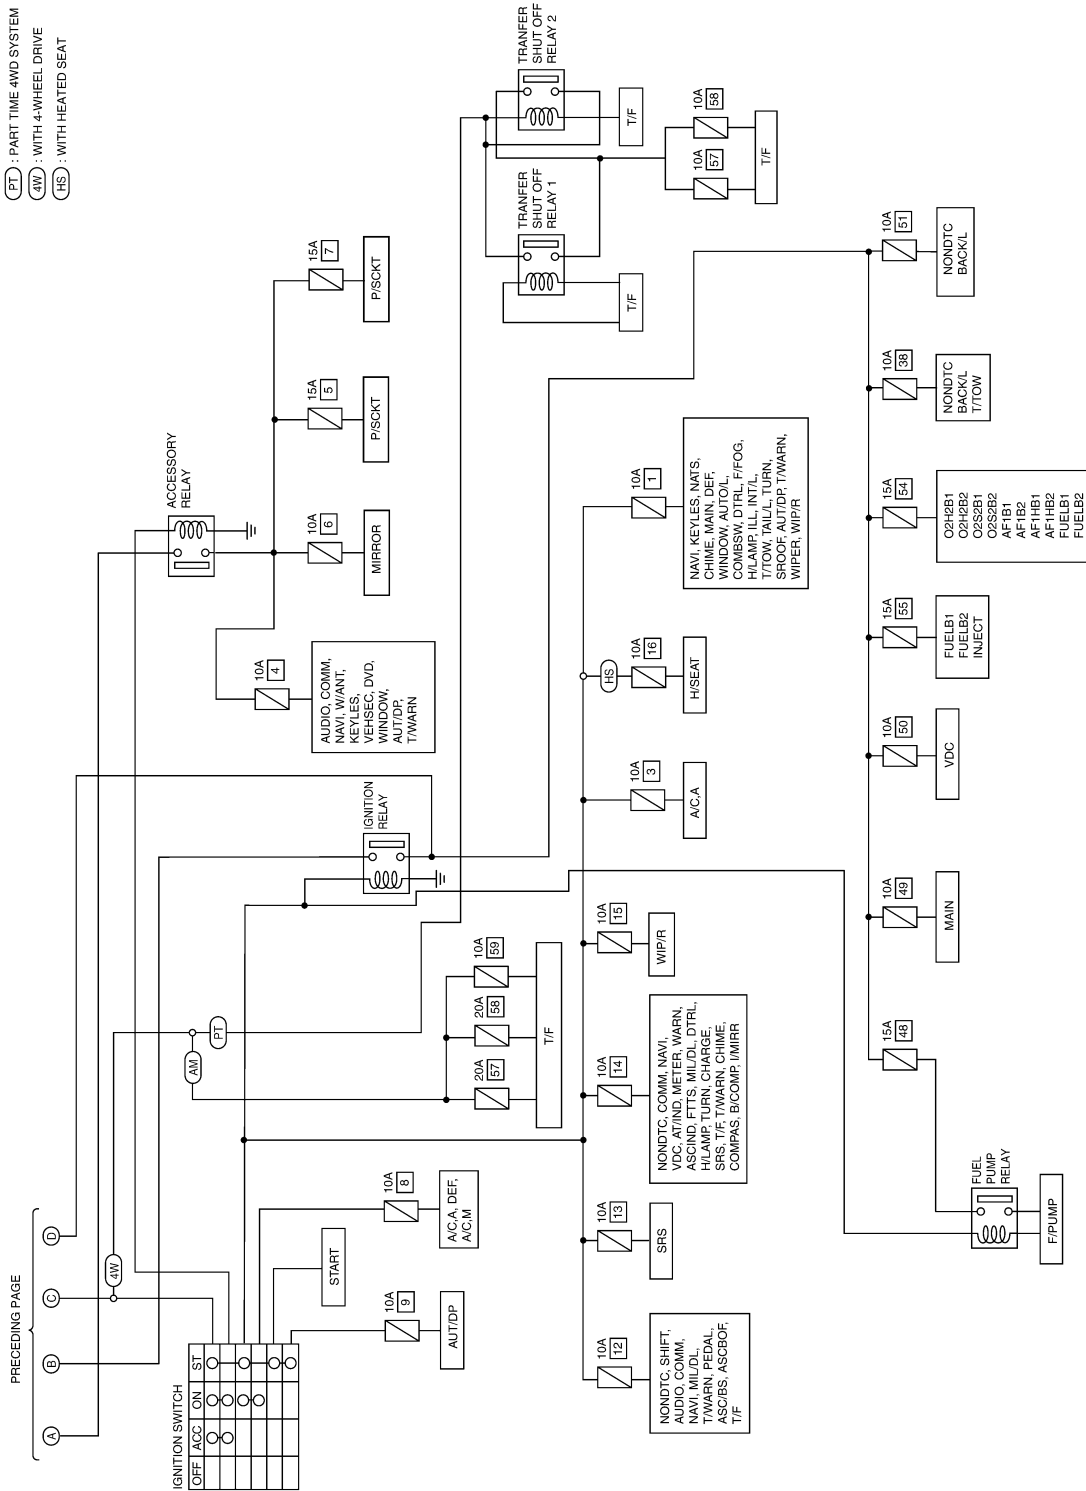 PRECEDING PAGE
A
B
C
D
4W
AM
PT
IGNITION SWITCH
OFF
ACC
ON
ST
10A
9
AUT/DP
START
10A
8
A/C,A, DEF,
A/C,M
20A
57
20A
58
10A
59
T/F
IGNITION
RELAY
10A
4
AUDIO, COMM,
NAVI, W/ANT,
KEYLES,
VEHSEC, DVD,
WINDOW,
AUT/DP,
T/WARN
ACCESSORY
RELAY
10A
6
MIRROR
15A
5
P/SCKT
15A
7
P/SCKT
PT : PART TIME 4WD SYSTEM
4W : WITH 4-WHEEL DRIVE
HS : WITH HEATED SEAT
TRANFER
SHUT OFF
RELAY 1
T/F
TRANFER
SHUT OFF
RELAY 2
T/F
10A
57
10A
58
T/F
10A
12
NONDTC, SHIFT,
AUDIO, COMM,
NAVI, MIL/DL,
T/WARN, PEDAL,
ASC/BS, ASCBOF,
T/F
10A
13
SRS
10A
14
NONDTC, COMM, NAVI,
VDC, AT/IND, METER, WARN,
ASCIND, FTTS, MIL/DL, DTRL,
H/LAMP, TURN, CHARGE,
SRS, T/F, T/WARN, CHIME,
COMPAS, B/COMP, I/MIRR
10A
15
WIP/R
10A
3
A/C,A
HS
10A
16
H/SEAT
10A
1
NAVI, KEYLES, NATS,
CHIME, MAIN, DEF,
WINDOW, AUTO/L,
COMBSW, DTRL, F/FOG,
H/LAMP, ILL, INT/L,
T/TOW, TAIL/L, TURN,
SROOF, AUT/DP, T/WARN,
WIPER, WIP/R
FUEL
PUMP
RELAY
F/PUMP
15A
48
10A
49
MAIN
10A
50
VDC
15A
55
FUELB1
FUELB2
INJECT
15A
54
O2H2B1
O2H2B2
O2S2B1
O2S2B2
AF1B1
AF1B2
AF1HB1
AF1HB2
FUELB1
FUELB2
10A
38
NONDTC
BACK/L
T/TOW
10A
51
NONDTC
BACK/L